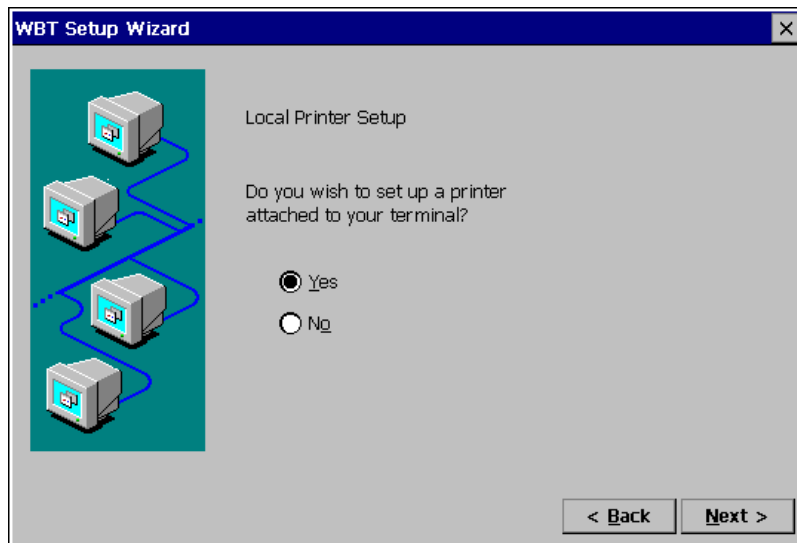 WBT Setup Wizard
Local Printer Setup
Do you wish to set up a printer
attached to your terminal?
Yes
No
< Back
Next >